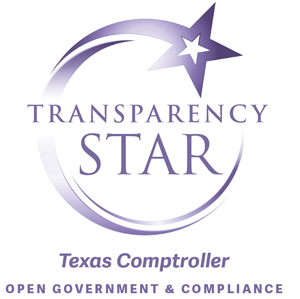 TRANSPARENCY
STAR
Texas Comptroller
OPEN GOVERNMENT & COMPLIANCE